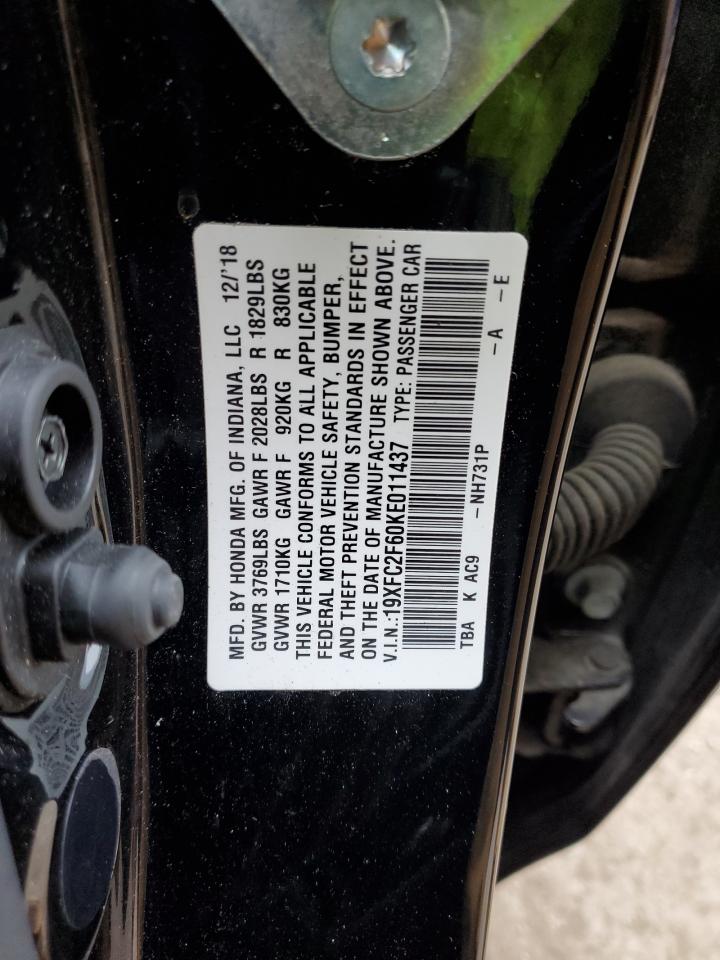 MFD. BY HONDA MFG. OF INDIANA, LLC 12/'18
GVWR 3769LBS GAWR F 2028LBS R 1829LBS
GVWR 1710KG GAWR F 920KG R 830KG
THIS VEHICLE CONFORMS TO ALL APPLICABLE
FEDERAL MOTOR VEHICLE SAFETY, BUMPER,
AND THEFT PREVENTION STANDARDS IN EFFECT
ON THE DATE OF MANUFACTURE SHOWN ABOVE.
V.I.N.:19XFC2F60KE011437 TYPE: PASSENGER CAR
TBA K AC9 –NH731P –A –E